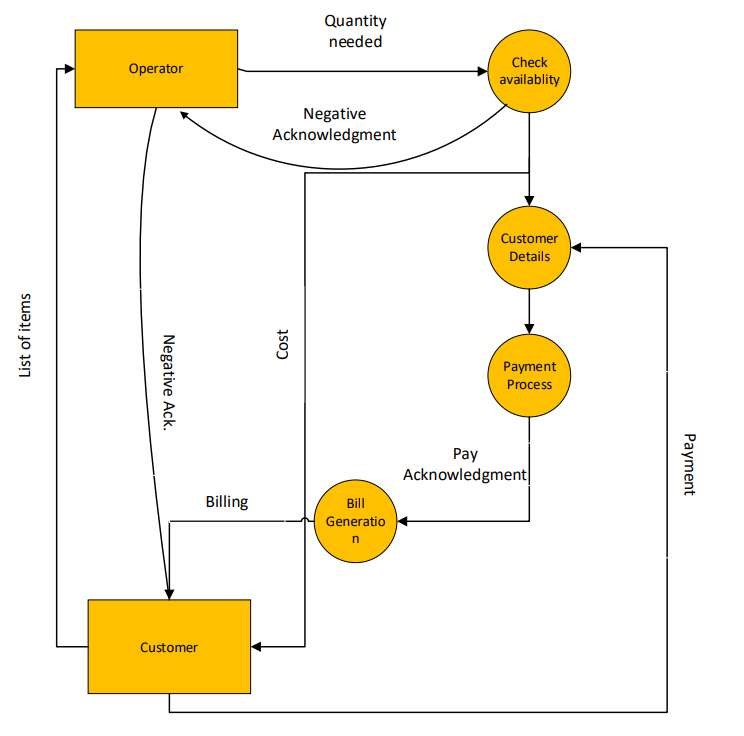 Quantity
needed
Operator
Check
availablity
Negative
Acknowledgment
Customer
Details
List of items
Negative Ack.
Cost
Payment
Process
Pay
Acknowledgment
Payment
Billing
Bill
Generatio
n
Customer